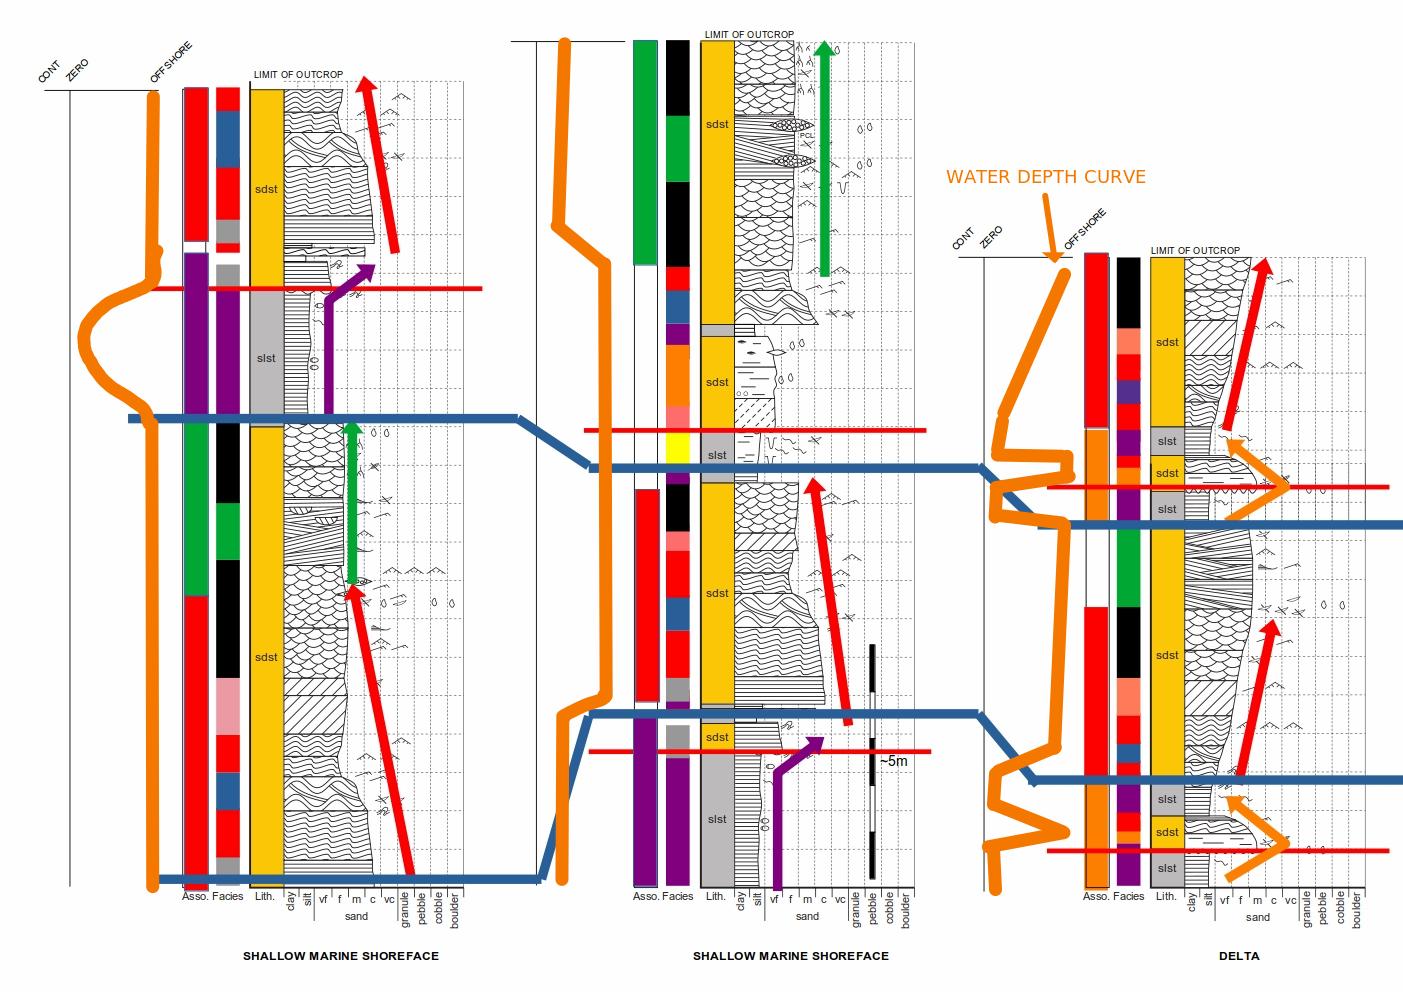 LIMIT OF OUTCROP
CONT
ZERO
OFFSHORE
LIMIT OF OUTCROP
sdst
PCL
WATER DEPTH CURVE
sdst
CONT
ZERO
OFFSHORE
LIMIT OF OUTCROP
sdst
slst
sdst
slst
slst
sdst
slst
sdst
sdst
sdst
sdst
~5m
slst
slst
sdst
slst
Asso. Facies Lith. clay silt vf f m c vc granule pebble cobble boulder
sand
Asso. Facies Lith. clay silt vf f m c vc granule pebble cobble boulder
sand
Asso. Facies Lith. clay silt vf f m c vc granule pebble cobble boulder
sand
SHALLOW MARINE SHOREFACE
SHALLOW MARINE SHOREFACE
DELTA